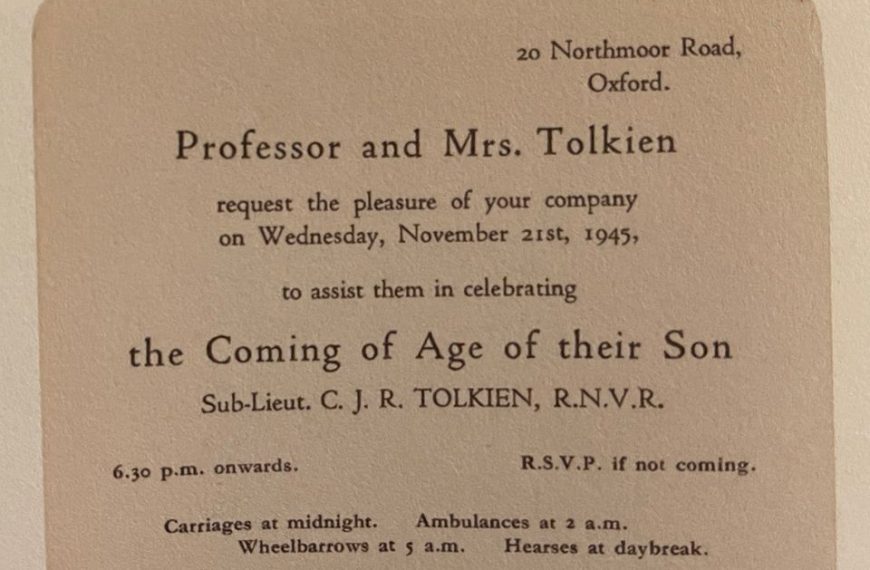 20 Northmoor Road,
Oxford.
Professor and Mrs. Tolkien
request the pleasure of your company
on Wednesday, November 21st, 1945,
to assist them in celebrating
the Coming of Age of their Son
Sub-Lieut. C. J. R. TOLKIEN, R.N.V.R.
6.30 p.m. onwards. R.S.V.P. if not coming.
Carriages at midnight. Ambulances at 2 a.m.
Wheelbarrows at 5 a.m. Hearses at daybreak.